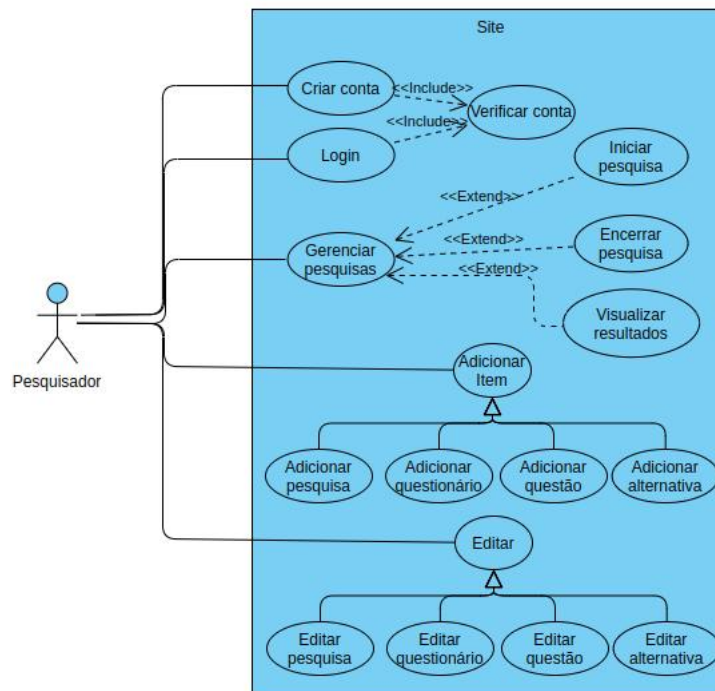 Site
Criar conta
<<Include>>
Verificar conta
<<Include>>
Login
Iniciar
pesquisa
<<Extend>>
Gerenciar
pesquisas
<<Extend>>
Encerrar
pesquisa
<<Extend>>
Visualizar
resultados
Pesquisador
Adicionar
Item
Adicionar
pesquisa
Adicionar
questionário
Adicionar
questão
Adicionar
alternativa
Editar
Editar
pesquisa
Editar
questionário
Editar
questão
Editar
alternativa